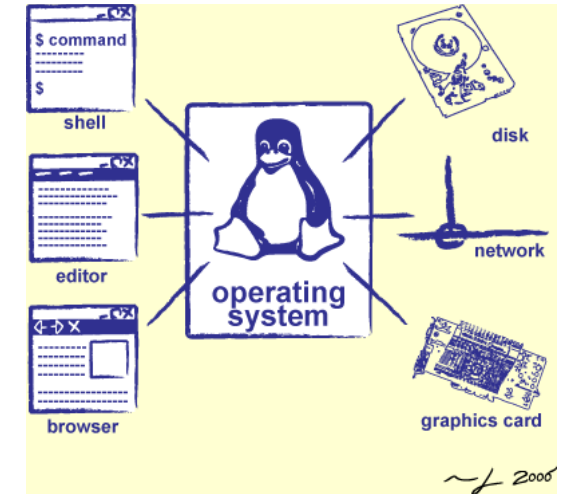 $ command
$
shell
disk
editor
network
operating
system
browser
graphics card
2006